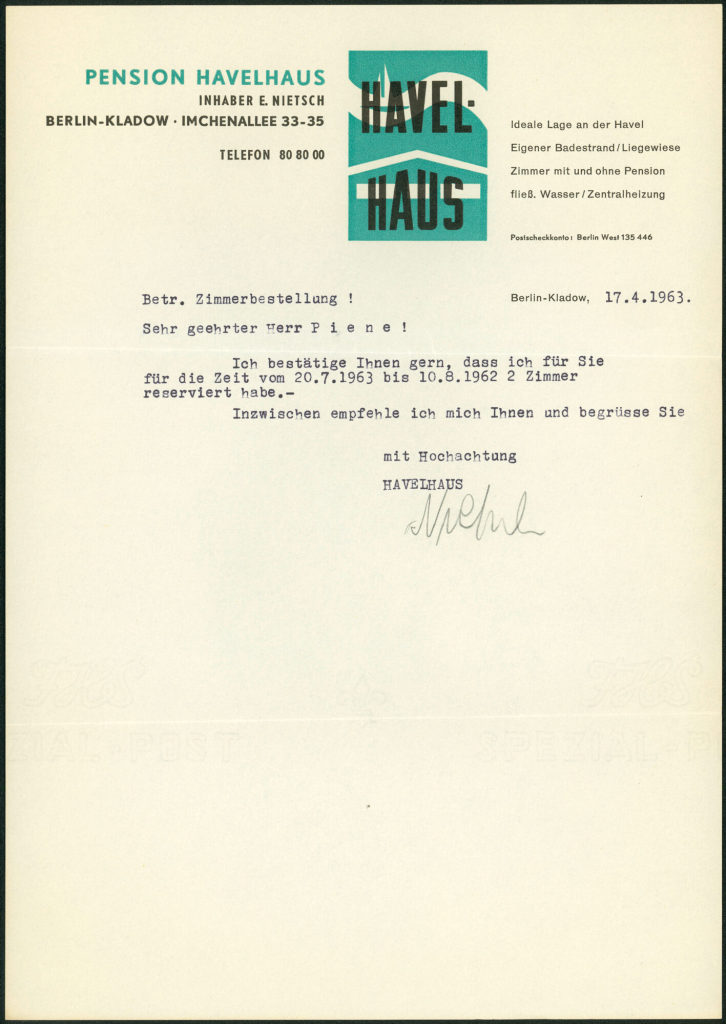 PENSION HAVELHAUS
INHABER E. NIETSCH
BERLIN-KLADOW · IMCHENALLEE 33-35
TELEFON 80 80 00
HAVEL-
HAUS
Ideale Lage an der Havel
Eigener Badestrand/Liegewiese
Zimmer mit und ohne Pension
fließ. Wasser/Zentralheizung
Postscheckkonto: Berlin West 135 446
Betr. Zimmerbestellung !
Berlin-Kladow, 17.4.1963.
Sehr geehrter Herr P i e n e !
Ich bestätige Ihnen gern, dass ich für Sie
für die Zeit vom 20.7.1963 bis 10.8.1962 2 Zimmer
reserviert habe.-
Inzwischen empfehle ich mich Ihnen und begrüsse Sie
mit Hochachtung
HAVELHAUS
POST
SPEZIAL · P